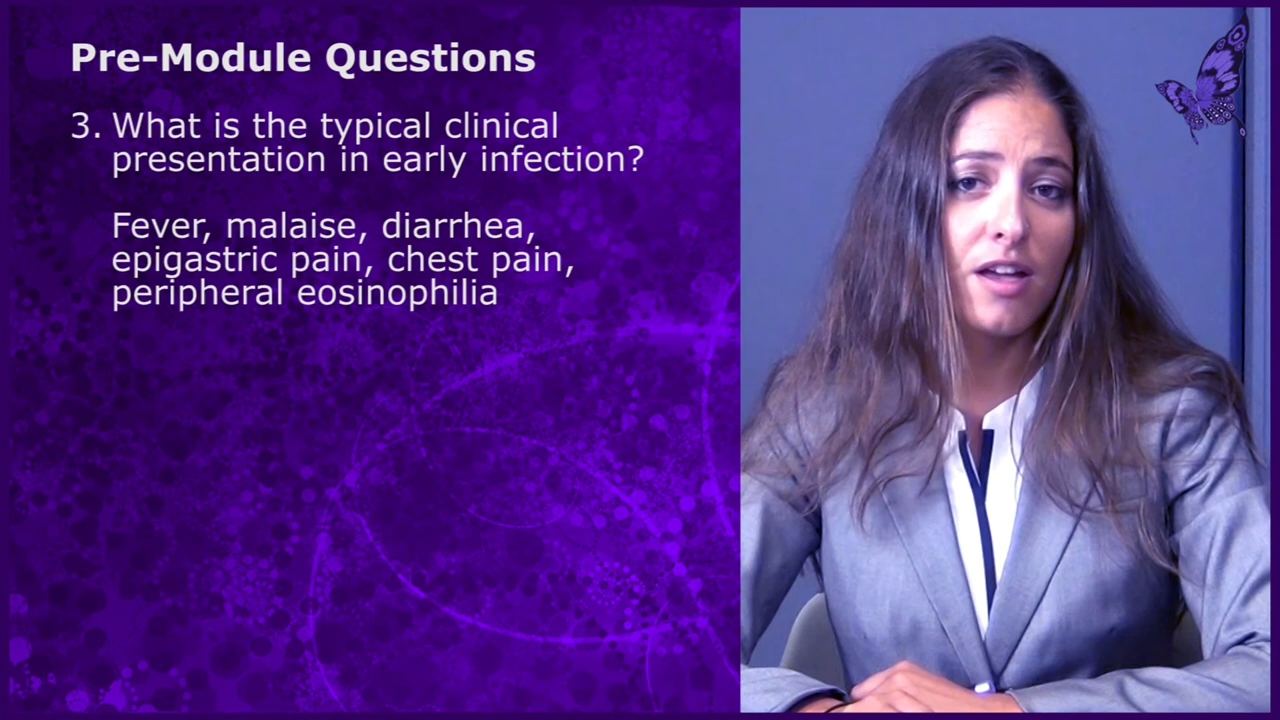 Pre-Module Questions
3. What is the typical clinical
presentation in early infection?
Fever, malaise, diarrhea,
epigastric pain, chest pain,
peripheral eosinophilia